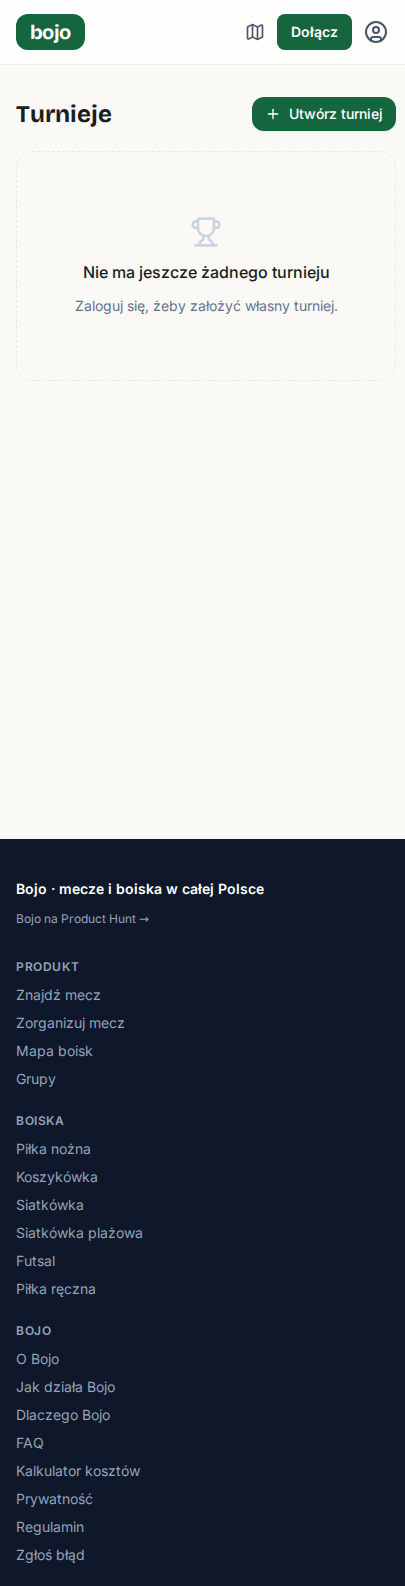 bojo
Dołącz
Turnieje
Utwórz turniej
Nie ma jeszcze żadnego turnieju
Zaloguj się, żeby założyć własny turniej.
Bojo · mecze i boiska w całej Polsce
Bojo na Product Hunt →
PRODUKT
Znajdź mecz
Zorganizuj mecz
Mapa boisk
Grupy
BOISKA
Piłka nożna
Koszykówka
Siatkówka
Siatkówka plażowa
Futsal
Piłka ręczna
BOJO
O Bojo
Jak działa Bojo
Dlaczego Bojo
FAQ
Kalkulator kosztów
Prywatność
Regulamin
Zgłoś błąd